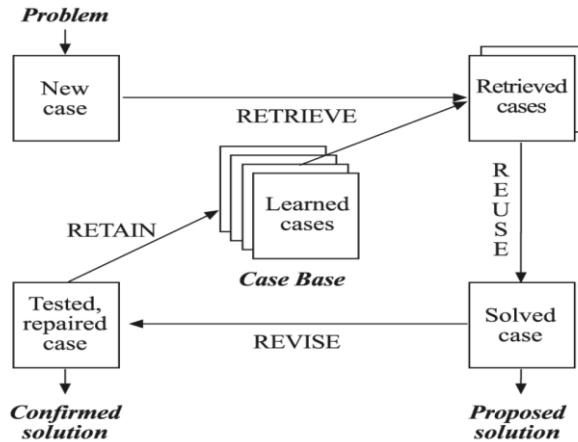 Problem
New
case
RETRIEVE
Retrieved
cases
REUSE
Learned
cases
Case Base
RETAIN
Tested,
repaired
case
REVISE
Solved
case
Confirmed
solution
Proposed
solution